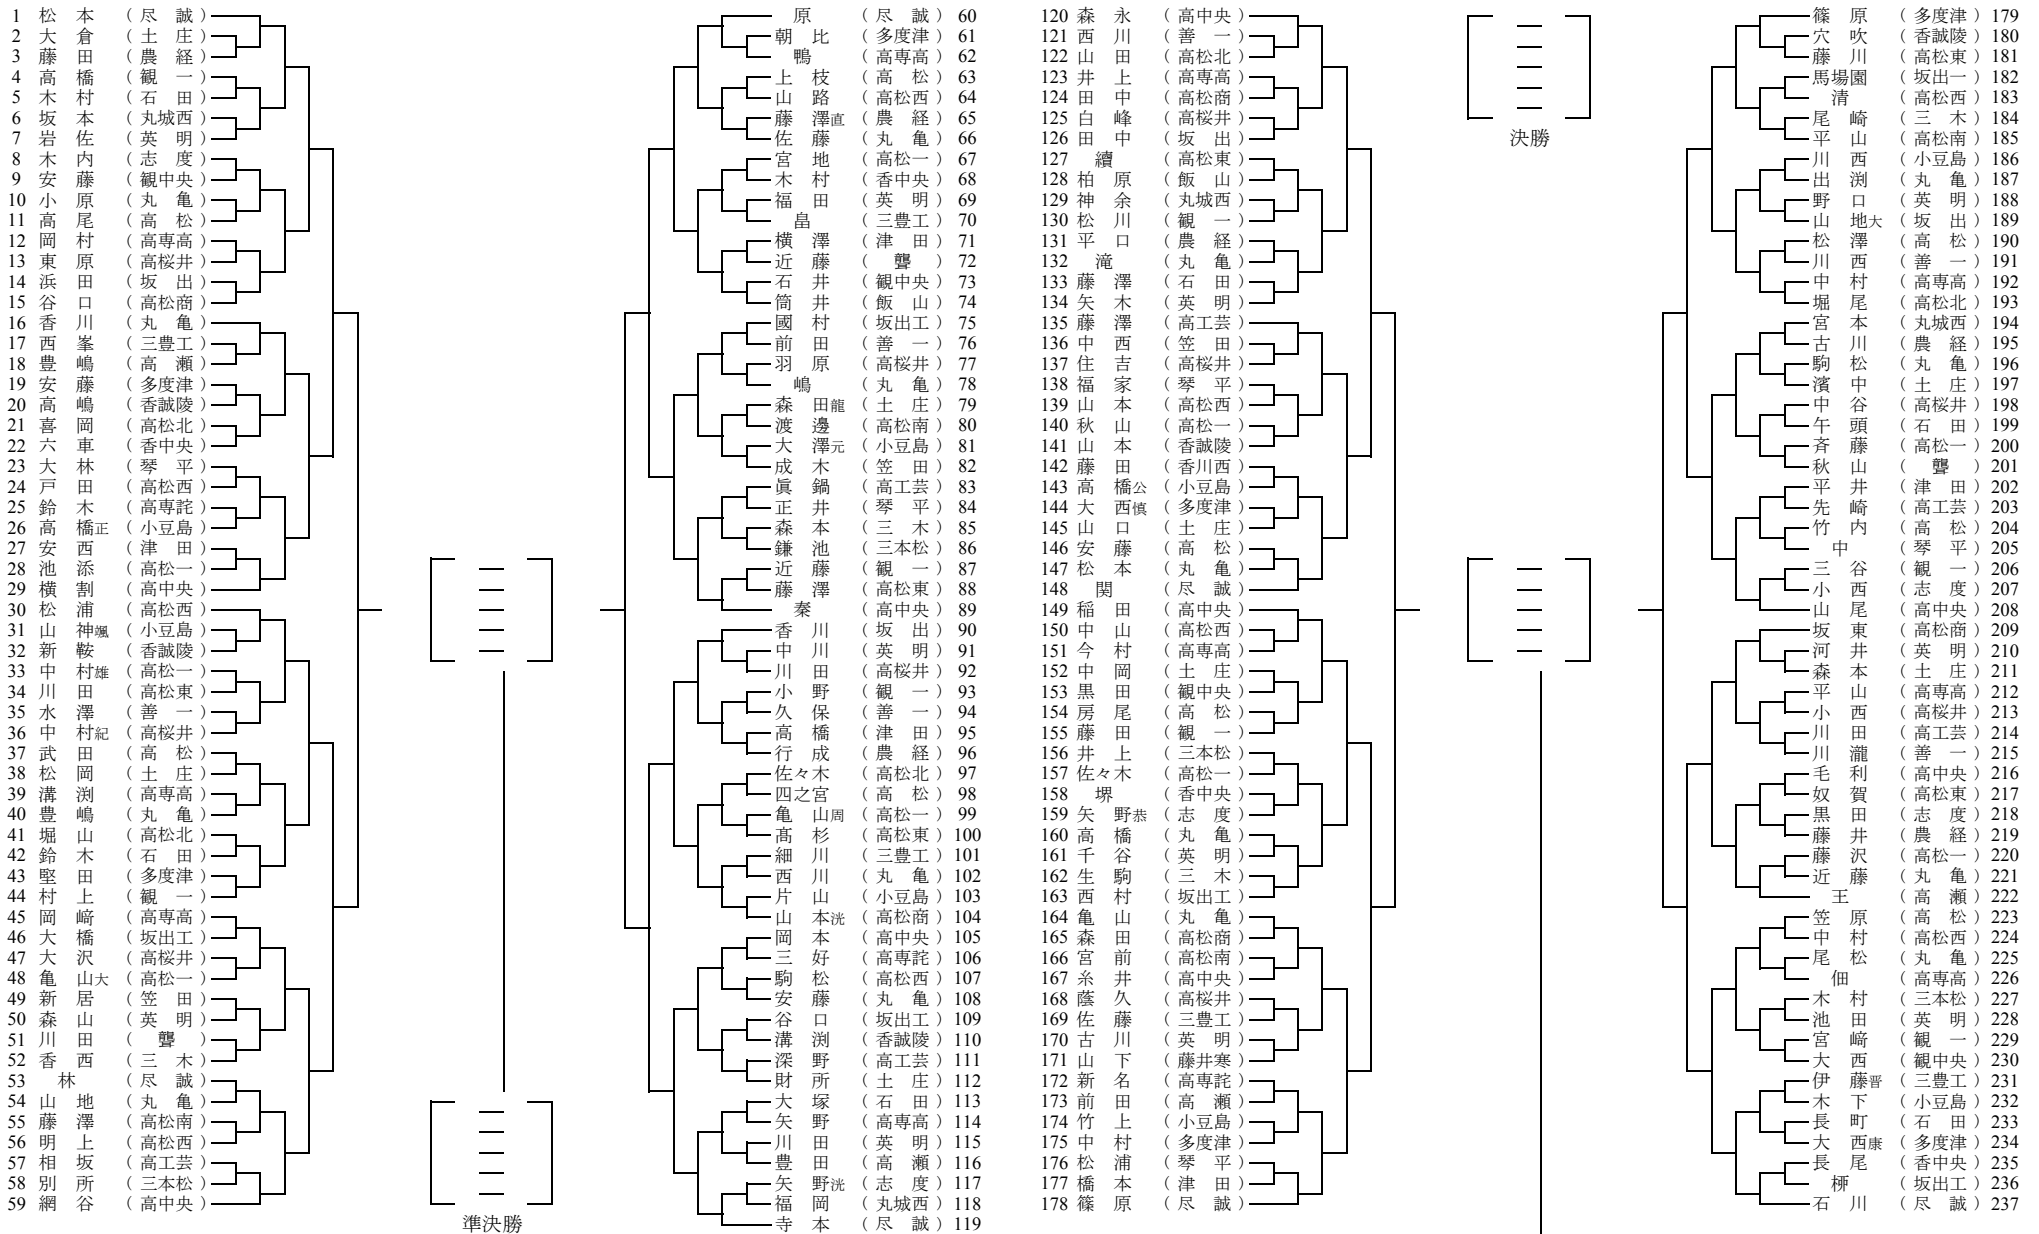 1 松本 (尽誠)
2 大倉 (土庄)
3 藤田 (農経)
4 高橋 (観一)
5 木村 (石田)
6 坂本 (丸城西)
7 岩佐 (英明)
8 木内 (志度)
9 安藤 (観中央)
10 小原 (丸亀)
11 高尾 (高松)
12 岡村 (高専高)
13 東原 (高桜井)
14 浜田 (坂出)
15 谷口 (高松商)
16 香川 (丸亀)
17 西峯 (三豊工)
18 豊嶋 (高瀬)
19 安藤 (多度津)
20 高嶋 (香誠陵)
21 喜岡 (高松北)
22 六車 (香中央)
23 大林 (琴平)
24 戸田 (高松西)
25 鈴木 (高専詫)
26 高橋正 (小豆島)
27 安西 (津田)
28 池添 (高松一)
29 横割 (高中央)
30 松浦 (高松西)
31 山神颯 (小豆島)
32 新鞍 (香誠陵)
33 中村雄 (高松一)
34 川田 (高松東)
35 水澤 (善一)
36 中村紀 (高桜井)
37 武田 (高松)
38 松岡 (土庄)
39 溝渕 (高専高)
40 豊嶋 (丸亀)
41 堀山 (高松北)
42 鈴木 (石田)
43 堅田 (多度津)
44 村上 (観一)
45 岡﨑 (高専高)
46 大橋 (坂出工)
47 大沢 (高桜井)
48 亀山大 (高松一)
49 新居 (笠田)
50 森山 (英明)
51 川田 (聾)
52 香西 (三木)
53 林 (尽誠)
54 山地 (丸亀)
55 藤澤 (高松南)
56 明上 (高松西)
57 相坂 (高工芸)
58 別所 (三本松)
59 網谷 (高中央)
準決勝
原 (尽誠) 60
朝比 (多度津) 61
鴨 (高専高) 62
上枝 (高松) 63
山路 (高松西) 64
藤澤直 (農経) 65
佐藤 (丸亀) 66
宮地 (高松一) 67
木村 (香中央) 68
福田 (英明) 69
畠 (三豊工) 70
横澤 (津田) 71
近藤 (聾) 72
石井 (観中央) 73
筒井 (飯山) 74
國村 (坂出工) 75
前田 (善一) 76
羽原 (高桜井) 77
嶋 (丸亀) 78
森田龍 (土庄) 79
渡邊 (高松南) 80
大澤元 (小豆島) 81
成木 (笠田) 82
眞鍋 (高工芸) 83
正井 (琴平) 84
森本 (三木) 85
鎌池 (三本松) 86
近藤 (観一) 87
藤澤 (高松東) 88
秦 (高中央) 89
香川 (坂出) 90
中川 (英明) 91
川田 (高桜井) 92
小野 (観一) 93
久保 (善一) 94
高橋 (津田) 95
行成 (農経) 96
佐々木 (高松北) 97
四之宮 (高松) 98
亀山周 (高松一) 99
髙杉 (高松東) 100
細川 (三豊工) 101
西川 (丸亀) 102
片山 (小豆島) 103
山本洸 (高松商) 104
岡本 (高中央) 105
三好 (高専詫) 106
駒松 (高松西) 107
安藤 (丸亀) 108
谷口 (坂出工) 109
溝渕 (香誠陵) 110
深野 (高工芸) 111
財所 (土庄) 112
大塚 (石田) 113
矢野 (高専高) 114
川田 (英明) 115
豊田 (高瀬) 116
矢野洸 (志度) 117
福岡 (丸城西) 118
寺本 (尽誠) 119
120 森永 (高中央)
121 西川 (善一)
122 山田 (高松北)
123 井上 (高専高)
124 田中 (高松商)
125 白峰 (高桜井)
126 田中 (坂出)
127 續 (高松東)
128 柏原 (飯山)
129 神余 (丸城西)
130 松川 (観一)
131 平口 (農経)
132 滝 (丸亀)
133 藤澤 (石田)
134 矢木 (英明)
135 藤澤 (高工芸)
136 中西 (笠田)
137 住吉 (高桜井)
138 福家 (琴平)
139 山本 (高松西)
140 秋山 (高松一)
141 山本 (香誠陵)
142 藤田 (香川西)
143 高橋公 (小豆島)
144 大西慎 (多度津)
145 山口 (土庄)
146 安藤 (高松)
147 松本 (丸亀)
148 関 (尽誠)
149 稲田 (高中央)
150 中山 (高松西)
151 今村 (高専高)
152 中岡 (土庄)
153 黒田 (観中央)
154 房尾 (高松)
155 藤田 (観一)
156 井上 (三本松)
157 佐々木 (高松一)
158 堺 (香中央)
159 矢野恭 (志度)
160 高橋 (丸亀)
161 千谷 (英明)
162 生駒 (三木)
163 西村 (坂出工)
164 亀山 (丸亀)
165 森田 (高松商)
166 宮前 (高松南)
167 糸井 (高中央)
168 蔭久 (高桜井)
169 佐藤 (三豊工)
170 古川 (英明)
171 山下 (藤井寒)
172 新名 (高専詫)
173 前田 (高瀬)
174 竹上 (小豆島)
175 中村 (多度津)
176 松浦 (琴平)
177 橋本 (津田)
178 篠原 (尽誠)
決勝
篠原 (多度津) 179
穴吹 (香誠陵) 180
藤川 (高松東) 181
馬場園 (坂出一) 182
清 (高松西) 183
尾崎 (三木) 184
平山 (高松南) 185
川西 (小豆島) 186
出渕 (丸亀) 187
野口 (英明) 188
山地大 (坂出) 189
松澤 (高松) 190
川西 (善一) 191
中村 (高専高) 192
堀尾 (高松北) 193
宮本 (丸城西) 194
古川 (農経) 195
駒松 (丸亀) 196
濱中 (土庄) 197
中谷 (高桜井) 198
午頭 (石田) 199
斉藤 (高松一) 200
秋山 (聾) 201
平井 (津田) 202
先崎 (高工芸) 203
竹内 (高松) 204
中 (琴平) 205
三谷 (観一) 206
小西 (志度) 207
山尾 (高中央) 208
坂東 (高松商) 209
河井 (英明) 210
森本 (土庄) 211
平山 (高専高) 212
小西 (高桜井) 213
川田 (高工芸) 214
川瀧 (善一) 215
毛利 (高中央) 216
奴賀 (高松東) 217
黒田 (志度) 218
藤井 (農経) 219
藤沢 (高松一) 220
近藤 (丸亀) 221
王 (高瀬) 222
笠原 (高松) 223
中村 (高松西) 224
尾松 (丸亀) 225
佃 (高専高) 226
木村 (三本松) 227
池田 (英明) 228
宮﨑 (観一) 229
大西 (観中央) 230
伊藤晋 (三豊工) 231
木下 (小豆島) 232
長町 (石田) 233
大西康 (多度津) 234
長尾 (香中央) 235
(坂出工) 236
石川 (尽誠) 237